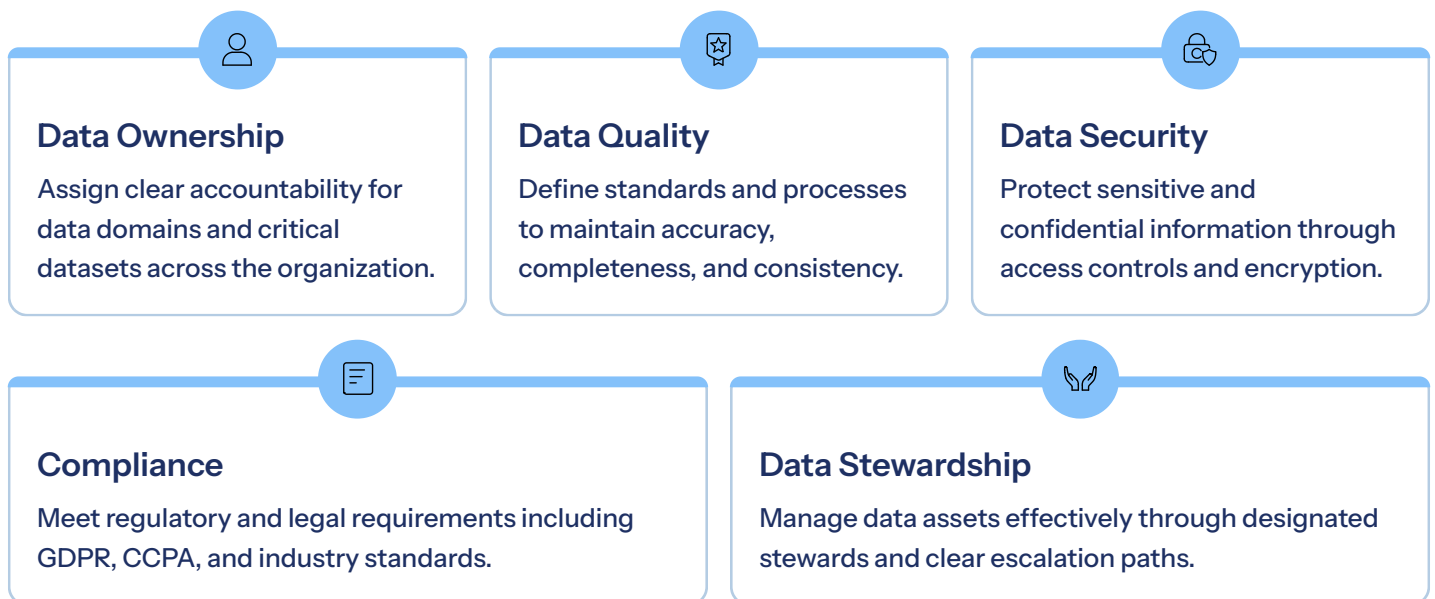 Data Ownership
Assign clear accountability for
data domains and critical
datasets across the organization.
Data Quality
Define standards and processes
to maintain accuracy,
completeness, and consistency.
Data Security
Protect sensitive and
confidential information through
access controls and encryption.
Compliance
Meet regulatory and legal requirements including
GDPR, CCPA, and industry standards.
Data Stewardship
Manage data assets effectively through designated
stewards and clear escalation paths.